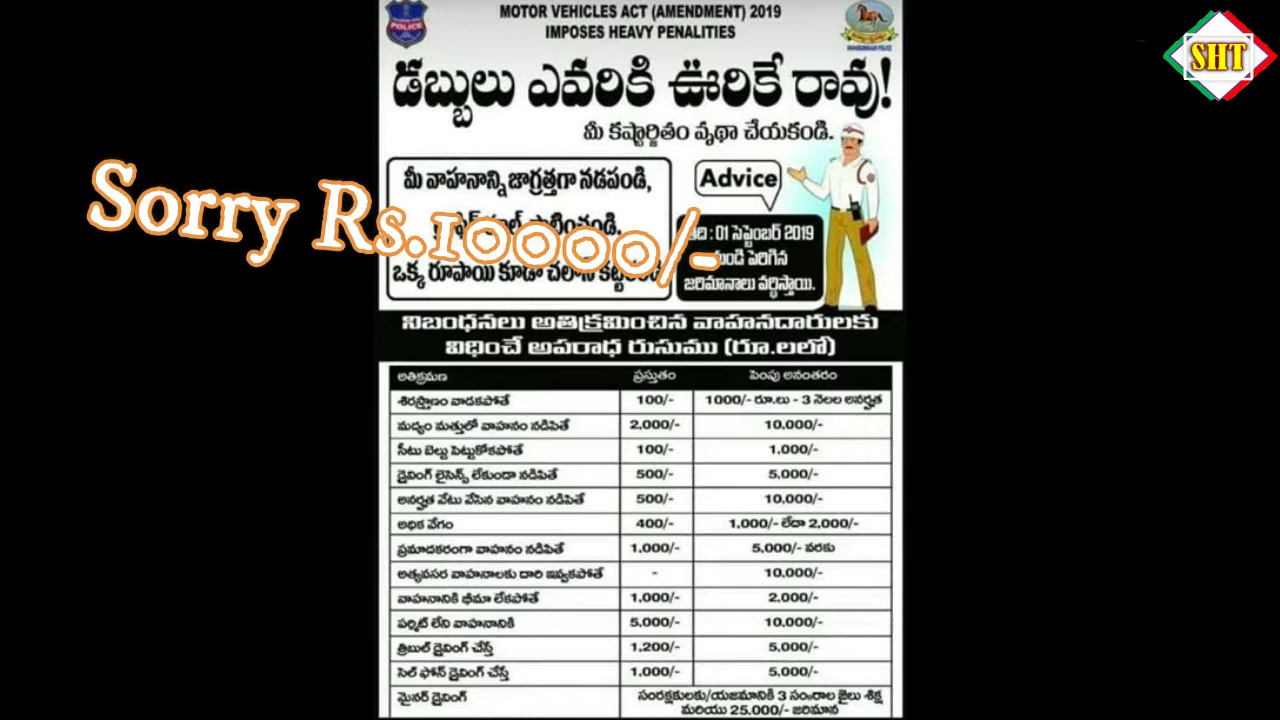 MOTOR VEHICLES ACT (AMENDMENT) 2019
IMPOSES HEAVY PENALITIES
POLICE
SHT
డబ్బులు ఎవరికి ఊరికే రావు!
మీ కష్టార్జితం వృథా చేయకండి.
మీ వాహనాన్ని జాగ్రత్తగా నడపండి,
Advice
Sorry Rs.10000/-
ఒక్క రూపాయి కూడా
: 01 సెప్టెంబర్ 2019
పెరిగిన
జరిమానాలు వర్ధిస్తాయి.
నిబంధనలు అతిక్రమించిన వాహనదారులకు
విధించే అపరాధ రుసుము (రూ.లలో)
అతిక్రమణ ప్రస్తుతం పెంపు అనంతరం
శిరస్త్రాణం వాడకపోతే 100/- 1000/- రూ.లు - 3 నెలల అనర్హత
మద్యం మత్తులో వాహనం నడిపితే 2,000/- 10,000/-
సీటు బెల్టు పెట్టుకోకపోతే 100/- 1,000/-
డ్రైవింగ్ లైసెన్స్ లేకుండా నడిపితే 500/- 5,000/-
అనర్హత వేటు వేసిన వాహనం నడిపితే 500/- 10,000/-
అధిక వేగం 400/- 1,000/- లేదా 2,000/-
ప్రమాదకరంగా వాహనం నడిపితే 1,000/- 5,000/- వరకు
అత్యవసర వాహనాలకు దారి ఇవ్వకపోతే - 10,000/-
వాహనానికి భీమా లేకపోతే 1,000/- 2,000/-
పర్మిట్ లేని వాహనానికి 5,000/- 10,000/-
త్రిబుల్ డ్రైవింగ్ చేస్తే 1,200/- 5,000/-
సెల్ ఫోన్ డ్రైవింగ్ చేస్తే 1,000/- 5,000/-
మైనర్ డ్రైవింగ్ సంరక్షకులకు/యజమానికి 3 సం॥రాల జైలు శిక్ష
మరియు 25,000/- జరిమాన